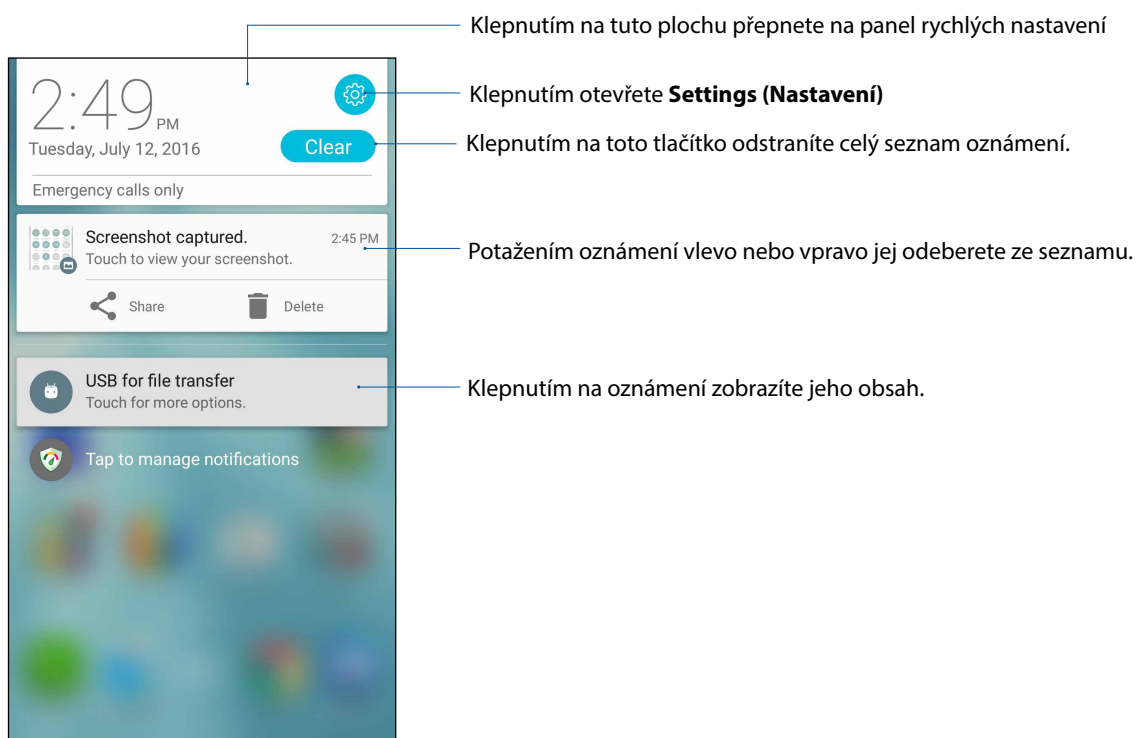 Klepnutím na tuto plochu přepnete na panel rychlých nastavení
2:49 PM
Klepnutím otevřete Settings (Nastavení)
Tuesday, July 12, 2016
Clear
Klepnutím na toto tlačítko odstraníte celý seznam oznámení.
Emergency calls only
Screenshot captured.
2:45 PM
Touch to view your screenshot.
Potažením oznámení vlevo nebo vpravo jej odeberete ze seznamu.
Share
Delete
USB for file transfer
Touch for more options.
Klepnutím na oznámení zobrazíte jeho obsah.
Tap to manage notifications